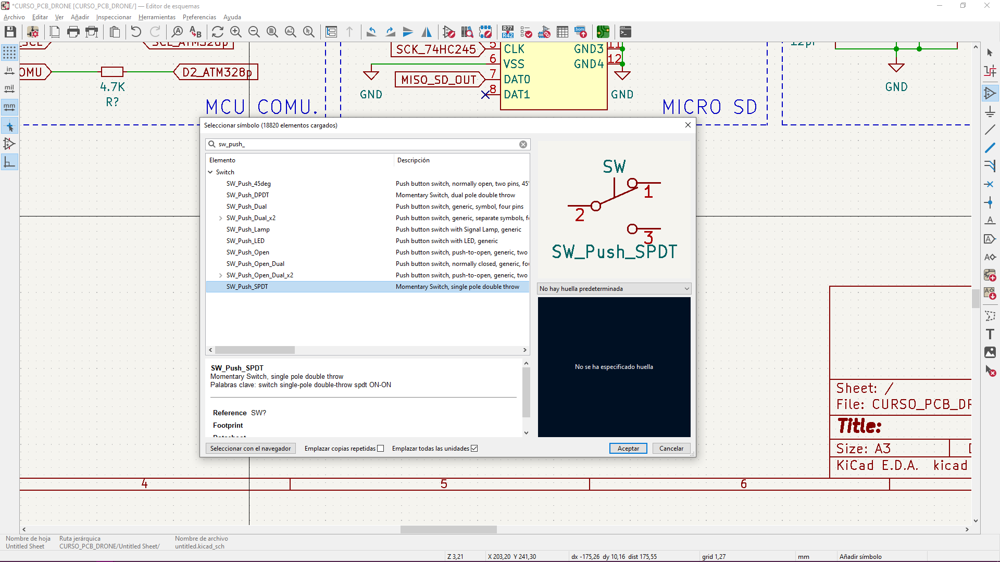 *CURSO_PCB_DRONE [CURSO_PCB_DRONE/] — Editor de esquemas
Archivo Editar Ver Añadir Inspeccionar Herramientas Preferencias Ayuda
in
mil
mm
SCK_74HC245
MISO_SD_OUT
5
6
7
8
CLK
VSS
DAT0
DAT1
GND3
GND4
11
12
GND
GND
OMU
4.7K
R?
D2_ATM328p
MCU COMU.
MICRO SD
GND
Seleccionar símbolo (18820 elementos cargados)
sw_push_
Elemento Descripción
Switch
SW_Push_45deg Push button switch, normally open, two pins, 45°
SW_Push_DPDT Momentary Switch, dual pole double throw
SW_Push_Dual Push button switch, generic, symbol, four pins
SW_Push_Dual_x2 Push button switch, generic, separate symbols, f
SW_Push_Lamp Push button switch with Signal Lamp, generic
SW_Push_LED Push button switch with LED, generic
SW_Push_Open Push button switch, push-to-open, generic, two
SW_Push_Open_Dual Push button switch, normally closed, generic, fo
SW_Push_Open_Dual_x2 Push button switch, push-to-open, generic, two
SW_Push_SPDT Momentary Switch, single pole double throw
SW
1
2
3
SW_Push_SPDT
No hay huella predeterminada
No se ha especificado huella
SW_Push_SPDT
Momentary Switch, single pole double throw
Palabras clave: switch single-pole double-throw spdt ON-ON
Reference SW?
Footprint
Seleccionar con el navegador Emplazar copias repetidas Emplazar todas las unidades Aceptar Cancelar
Sheet: /
File: CURSO_PCB_DR
Title:
Size: A3
KiCad E.D.A. kicad
4 5 6
Nombre de hoja Ruta jerárquica Nombre de archivo
Untitled Sheet CURSO_PCB_DRONE/Untitled Sheet/ untitled.kicad_sch
Z 3,21 X 203,20 Y 241,30 dx -175,26 dy 10,16 dist 175,55 grid 1,27 mm Añadir símbolo